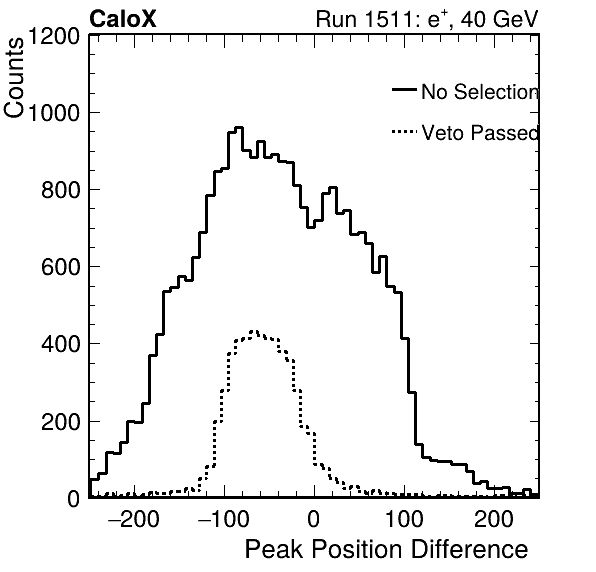 CaloX Run 1511: e+, 40 GeV
Counts
1200
1000
800
600
400
200
0
No Selection
Veto Passed
−200 −100 0 100 200
Peak Position Difference